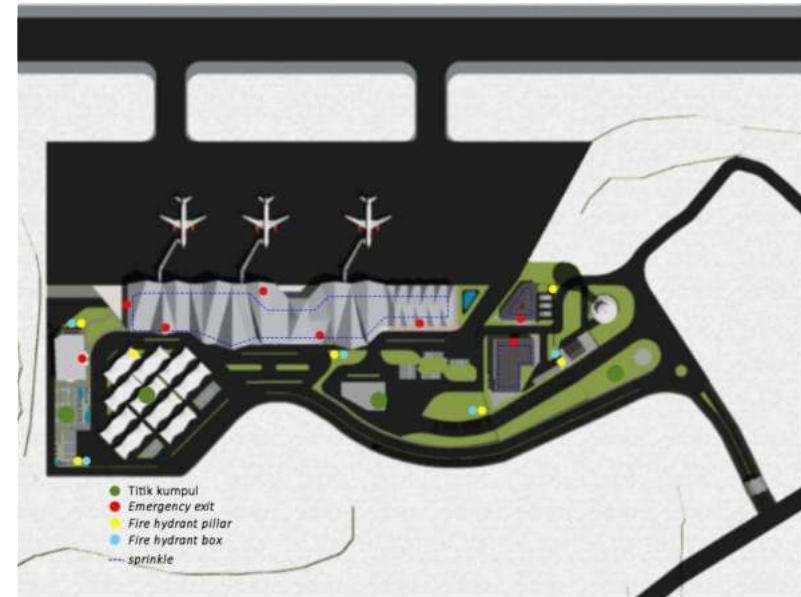 Titik kumpul
Emergency exit
Fire hydrant pillar
Fire hydrant box
sprinkle